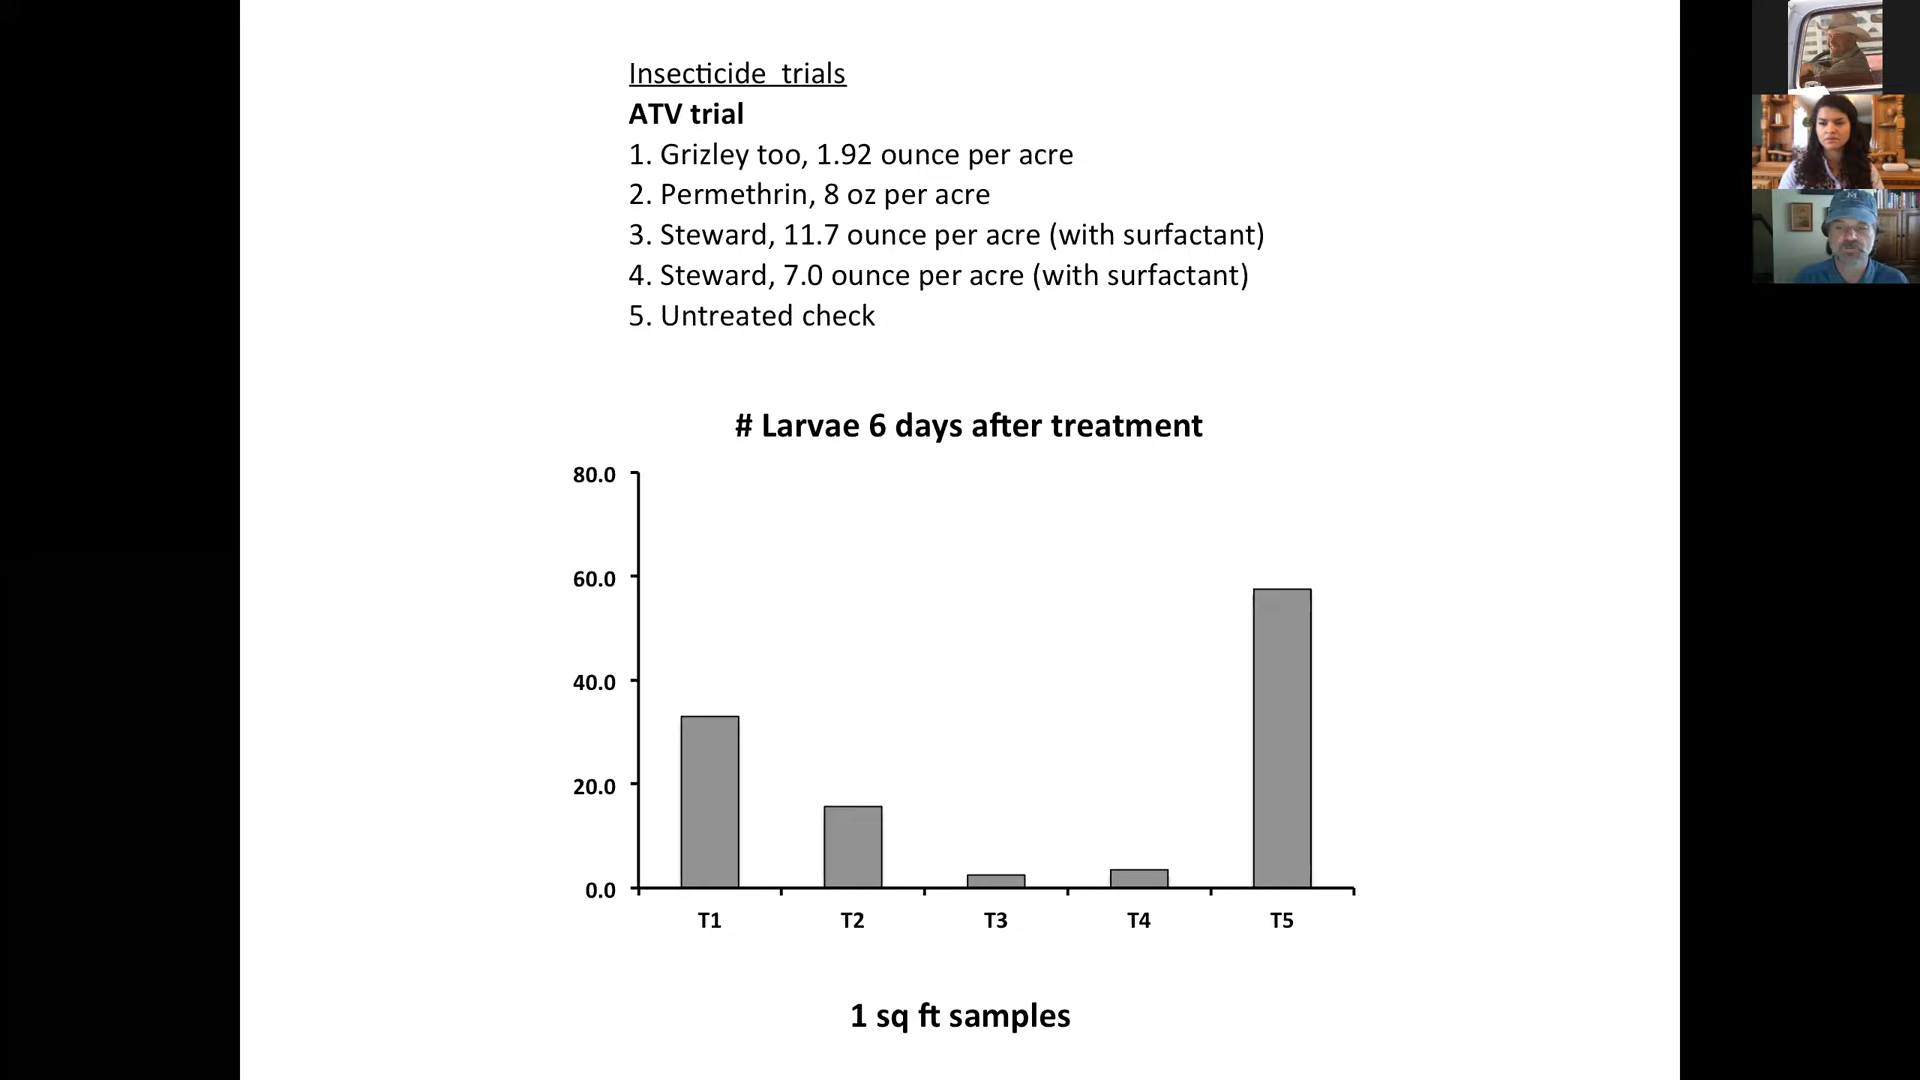 Insecticide trials
ATV trial
1. Grizley too, 1.92 ounce per acre
2. Permethrin, 8 oz per acre
3. Steward, 11.7 ounce per acre (with surfactant)
4. Steward, 7.0 ounce per acre (with surfactant)
5. Untreated check
# Larvae 6 days after treatment
80.0
60.0
40.0
20.0
0.0
T1 T2 T3 T4 T5
1 sq ft samples